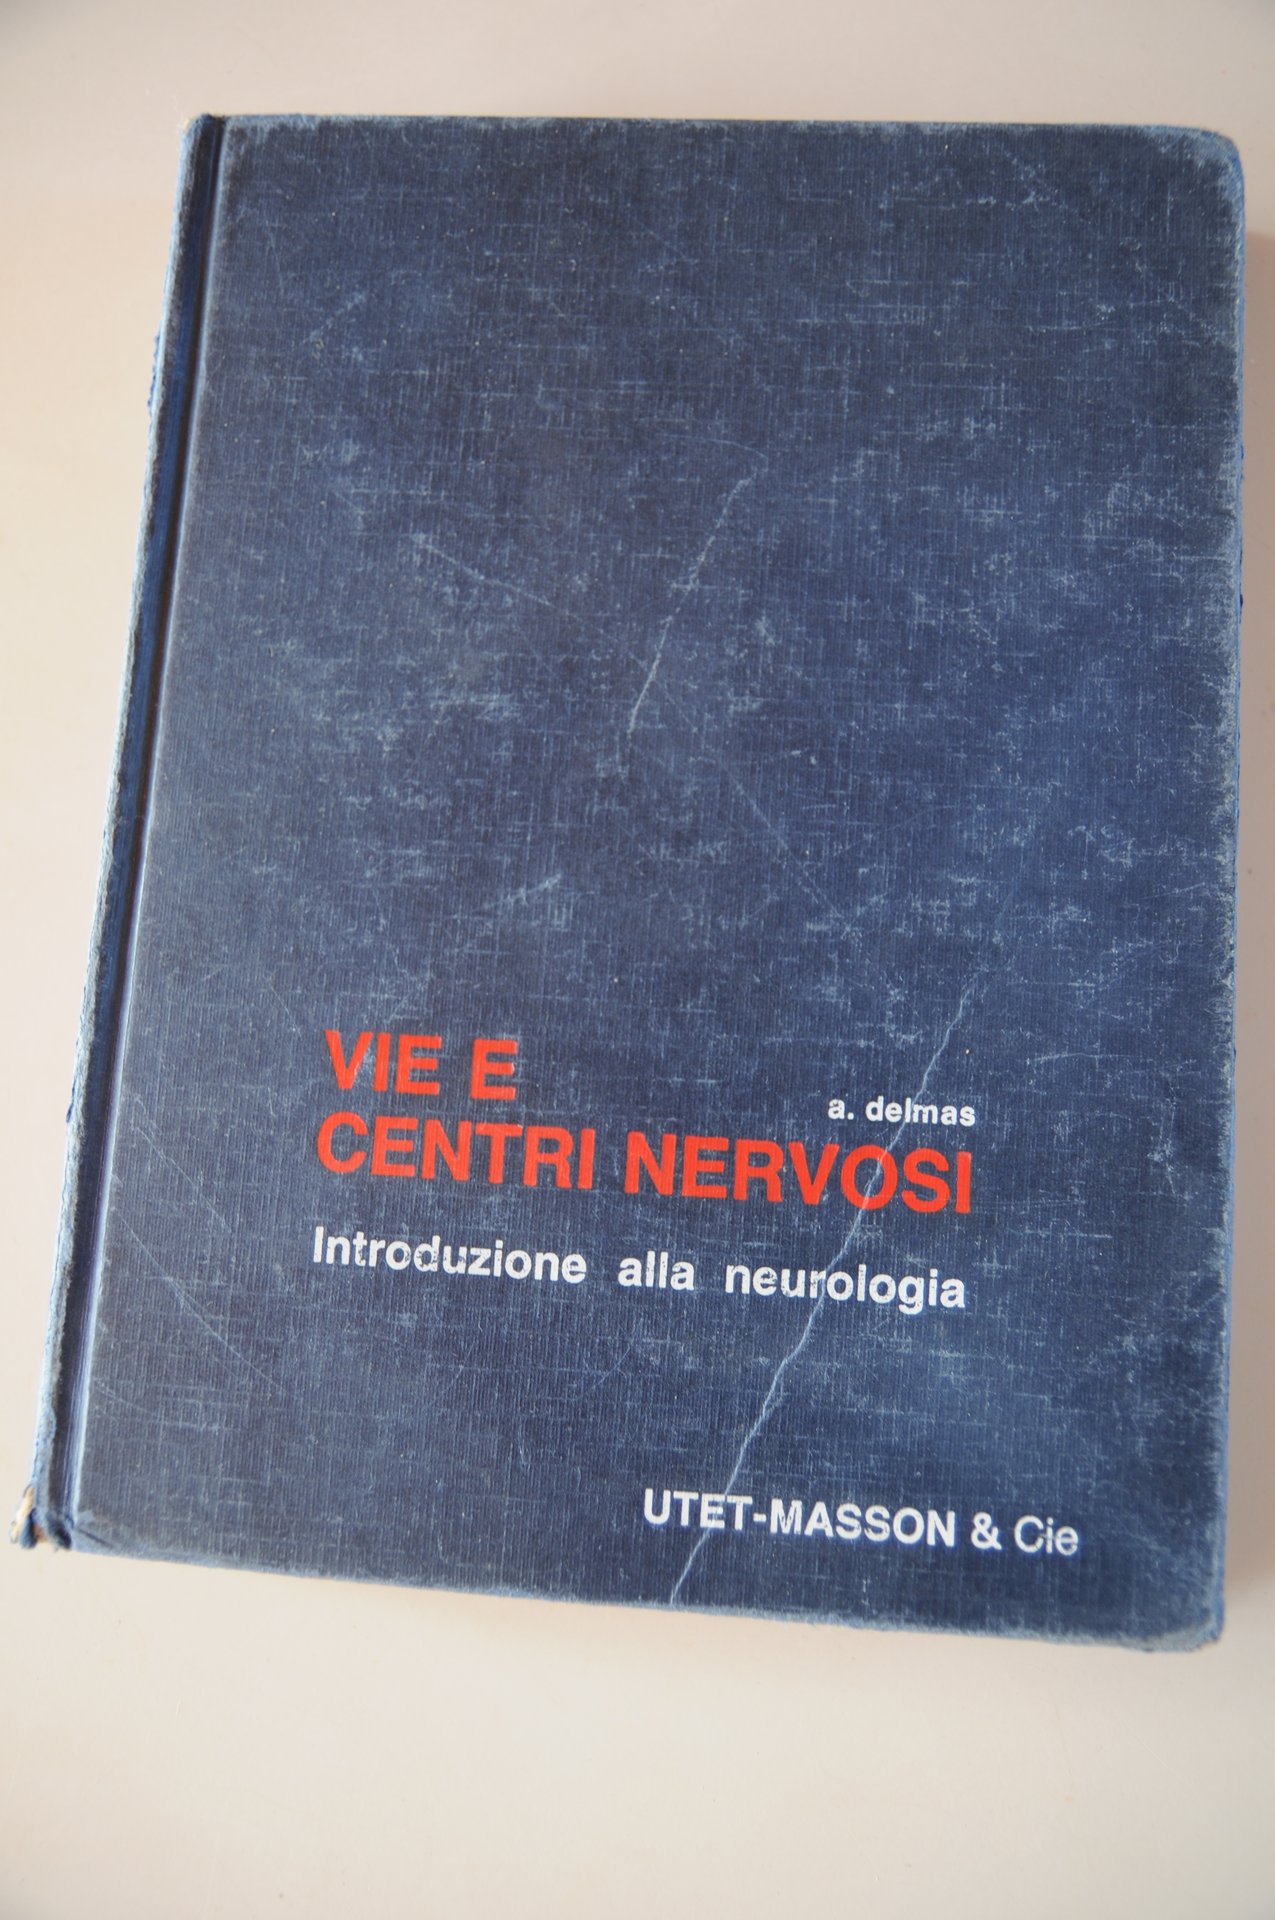 VIE E
a. delmas
CENTRI NERVOSI
Introduzione alla neurologia
UTET-MASSON & Cie